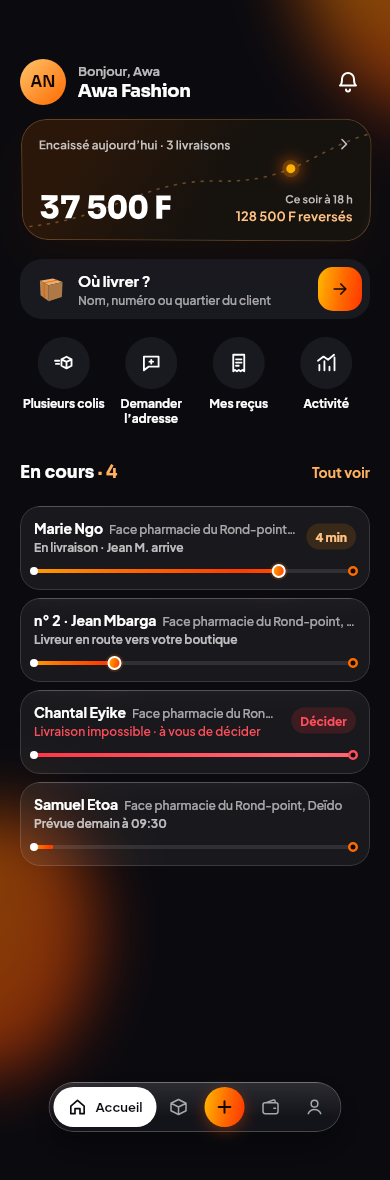 AN
Bonjour, Awa
Awa Fashion
Encaissé aujourd’hui · 3 livraisons
37 500 F
Ce soir à 18 h
128 500 F reversés
Où livrer ?
Nom, numéro ou quartier du client
Plusieurs colis
Demander l’adresse
Mes reçus
Activité
En cours · 4
Tout voir
Marie Ngo Face pharmacie du Rond-point…
4 min
En livraison · Jean M. arrive
n° 2 · Jean Mbarga Face pharmacie du Rond-point, …
Livreur en route vers votre boutique
Chantal Eyike Face pharmacie du Ron…
Décider
Livraison impossible · à vous de décider
Samuel Etoa Face pharmacie du Rond-point, Deïdo
Prévue demain à 09:30
Accueil